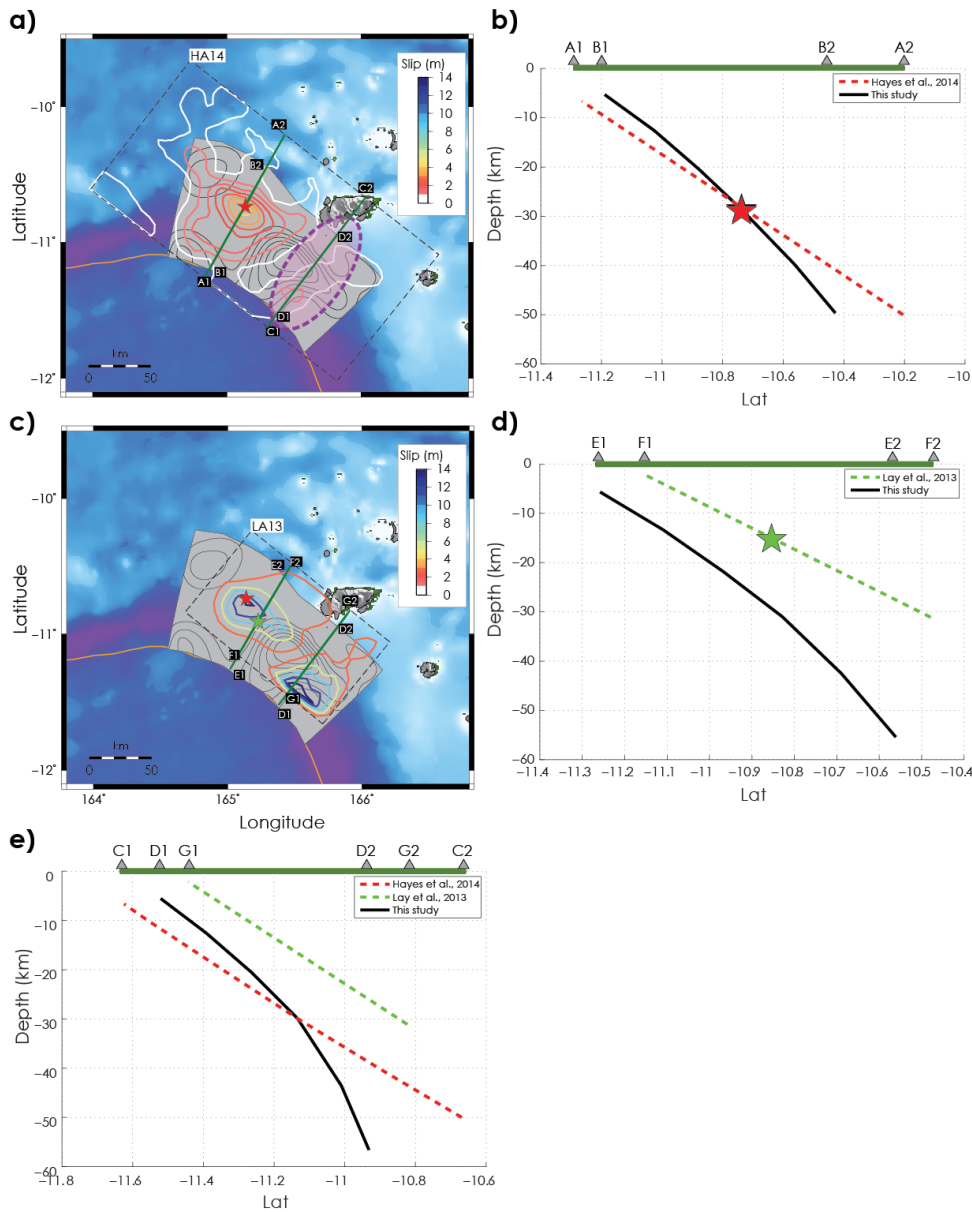 a)
HA14
A2
B2
C2
D2
B1
A1
D1
C1
Slip (m)
14
12
10
8
6
4
2
0
−10°
−11°
−12°
Latitude
km
0 50
b)
A1 B1 B2 A2
Hayes et al., 2014
This study
0
−10
−20
−30
−40
−50
−60
Depth (km)
−11.4 −11.2 −11 −10.8 −10.6 −10.4 −10.2 −10
Lat
c)
LA13
F2
E2
G2
D2
E1
E1
G1
D1
Slip (m)
14
12
10
8
6
4
2
0
−10°
−11°
−12°
Latitude
km
0 50
164° 165° 166°
Longitude
d)
E1 F1 E2 F2
Lay et al., 2013
This study
0
−10
−20
−30
−40
−50
−60
Depth (km)
−11.4 −11.3 −11.2 −11.1 −11 −10.9 −10.8 −10.7 −10.6 −10.5 −10.4
Lat
e)
C1 D1 G1 D2 G2 C2
Hayes et al., 2014
Lay et al., 2013
This study
0
−10
−20
−30
−40
−50
−60
Depth (km)
−11.8 −11.6 −11.4 −11.2 −11 −10.8 −10.6
Lat